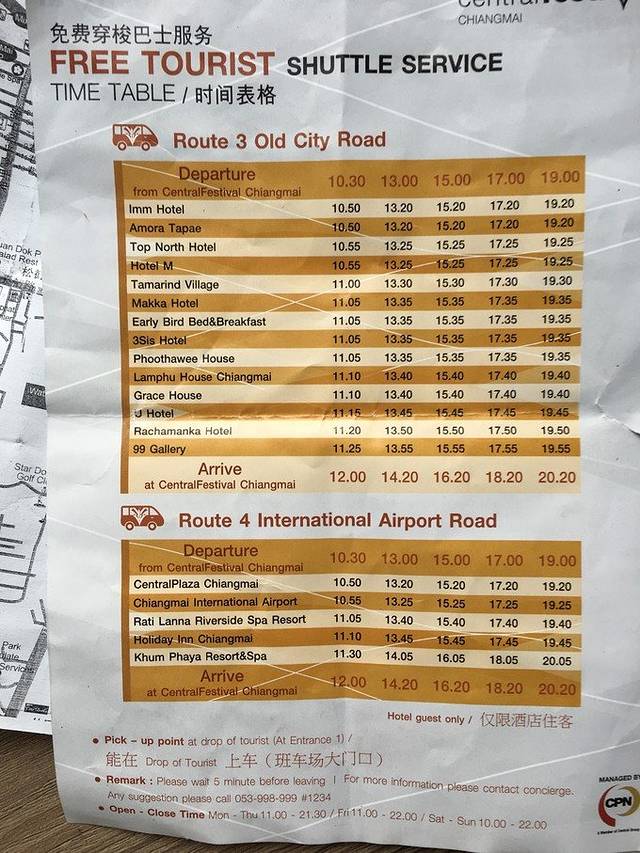 CHIANGMAI
免费穿梭巴士服务
FREE TOURIST SHUTTLE SERVICE
TIME TABLE / 时间表格
Route 3 Old City Road
Departure
from CentralFestival Chiangmai 10.30 13.00 15.00 17.00 19.00
Imm Hotel 10.50 13.20 15.20 17.20 19.20
Amora Tapae 10.50 13.20 15.20 17.20 19.20
Top North Hotel 10.55 13.25 15.25 17.25 19.25
Hotel M 10.55 13.25 15.25 17.25 19.25
Tamarind Village 11.00 13.30 15.30 17.30 19.30
Makka Hotel 11.05 13.35 15.35 17.35 19.35
Early Bird Bed&Breakfast 11.05 13.35 15.35 17.35 19.35
3Sis Hotel 11.05 13.35 15.35 17.35 19.35
Phoothawee House 11.05 13.35 15.35 17.35 19.35
Lamphu House Chiangmai 11.10 13.40 15.40 17.40 19.40
Grace House 11.10 13.40 15.40 17.40 19.40
U Hotel 11.15 13.45 15.45 17.45 19.45
Rachamanka Hotel 11.20 13.50 15.50 17.50 19.50
99 Gallery 11.25 13.55 15.55 17.55 19.55
Arrive
at CentralFestival Chiangmai 12.00 14.20 16.20 18.20 20.20
Route 4 International Airport Road
Departure
from CentralFestival Chiangmai 10.30 13.00 15.00 17.00 19.00
CentralPlaza Chiangmai 10.50 13.20 15.20 17.20 19.20
Chiangmai International Airport 10.55 13.25 15.25 17.25 19.25
Rati Lanna Riverside Spa Resort 11.05 13.40 15.40 17.40 19.40
Holiday Inn Chiangmai 11.10 13.45 15.45 17.45 19.45
Khum Phaya Resort&Spa 11.30 14.05 16.05 18.05 20.05
Arrive
at CentralFestival Chiangmai 12.00 14.20 16.20 18.20 20.20
Hotel guest only / 仅限酒店住客
• Pick - up point at drop of tourist (At Entrance 1) /
能在 Drop of Tourist 上车（班车场大门口）
• Remark : Please wait 5 minute before leaving | For more information please contact concierge.
Any suggestion please call 053-998-999 #1234
• Open - Close Time Mon - Thu 11.00 - 21.30 / Fri 11.00 - 22.00 / Sat - Sun 10.00 - 22.00
MANAGED BY
CPN
Star Do
Golf Cl
Park
Service